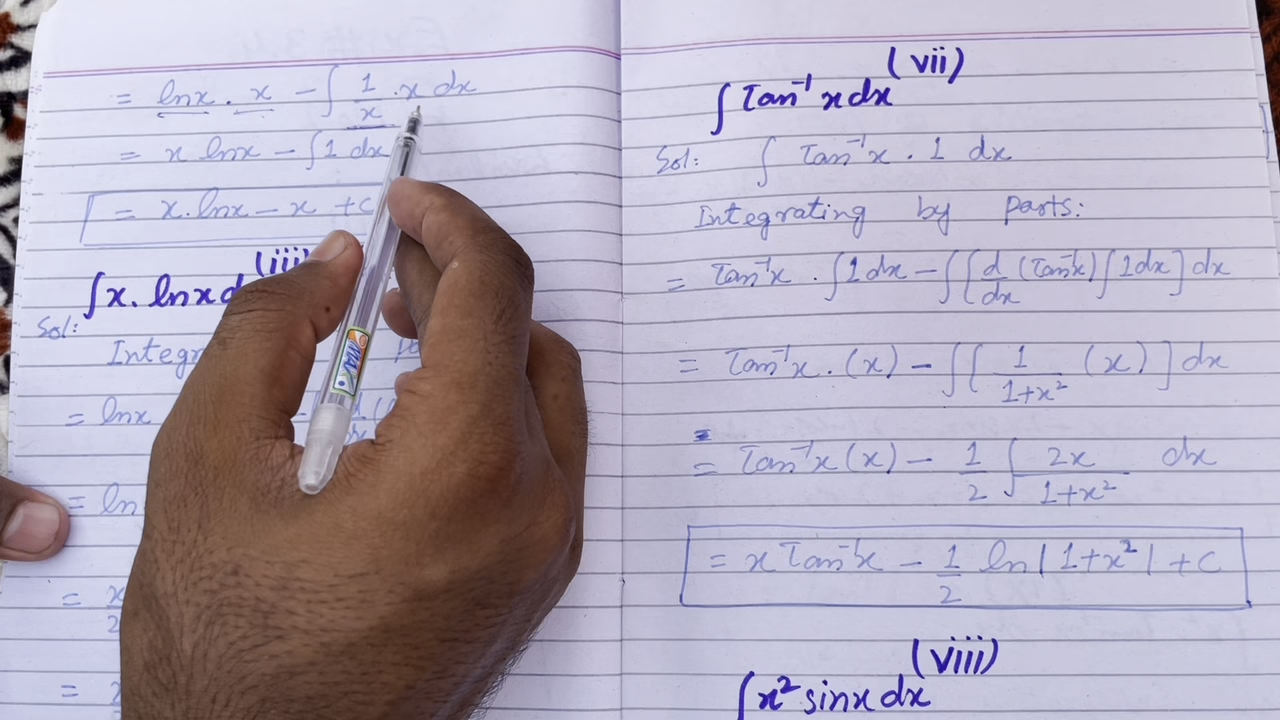 = lnx . x - ∫ 1/x . x dx
= x lnx - ∫1 dx
= x.lnx - x + c
(iii)
∫x. lnx d
Sol:
Integr
= lnx
= ln
= x/2
=
(vii)
∫ Tan⁻¹ x dx
Sol: ∫ Tan⁻¹x . 1 dx
Integrating by parts:
= Tan⁻¹x . ∫1dx - ∫[d/dx (Tan⁻¹x) ∫1dx] dx
= Tan⁻¹x . (x) - ∫[1/1+x² (x)] dx
= Tan⁻¹x (x) - 1/2 ∫ 2x/1+x² dx
= x Tan⁻¹x - 1/2 ln|1+x²| + c
(viii)
∫x² sinx dx